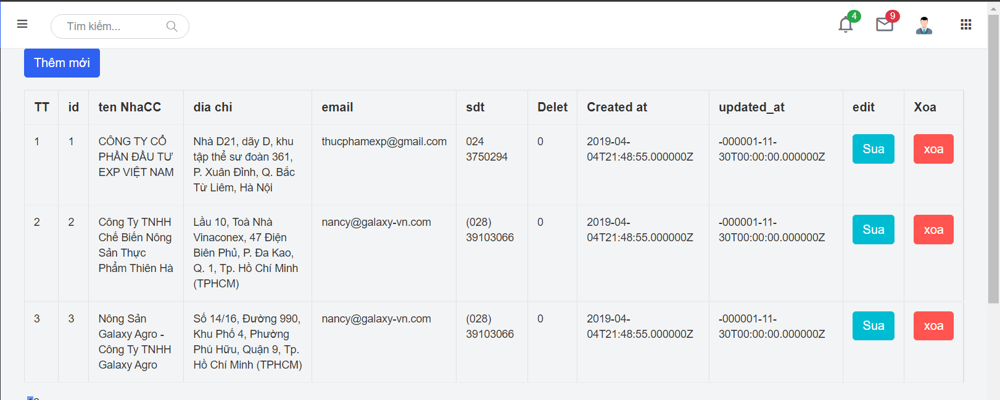 Tìm kiếm...
4
9
Thêm mới
TT id ten NhaCC dia chi email sdt Delet Created at updated_at edit Xoa
1 1 CÔNG TY CỔ Nhà D21, dãy D, khu thucphamexp@gmail.com 024 0 2019-04- -000001-11- Sua xoa
PHẦN ĐẦU TƯ tập thể sư đoàn 361, 3750294 04T21:48:55.000000Z 30T00:00:00.000000Z
EXP VIỆT NAM P. Xuân Đỉnh, Q. Bắc
Từ Liêm, Hà Nội
2 2 Công Ty TNHH Lầu 10, Toà Nhà nancy@galaxy-vn.com (028) 0 2019-04- -000001-11- Sua xoa
Chế Biến Nông Vinaconex, 47 Điện 39103066 04T21:48:55.000000Z 30T00:00:00.000000Z
Sản Thực Biên Phủ, P. Đa Kao,
Phẩm Thiên Hà Q. 1, Tp. Hồ Chí Minh
(TPHCM)
3 3 Nông Sản Số 14/16, Đường 990, nancy@galaxy-vn.com (028) 0 2019-04- -000001-11- Sua xoa
Galaxy Agro - Khu Phố 4, Phường 39103066 04T21:48:55.000000Z 30T00:00:00.000000Z
Công Ty TNHH Phú Hữu, Quận 9, Tp.
Galaxy Agro Hồ Chí Minh (TPHCM)